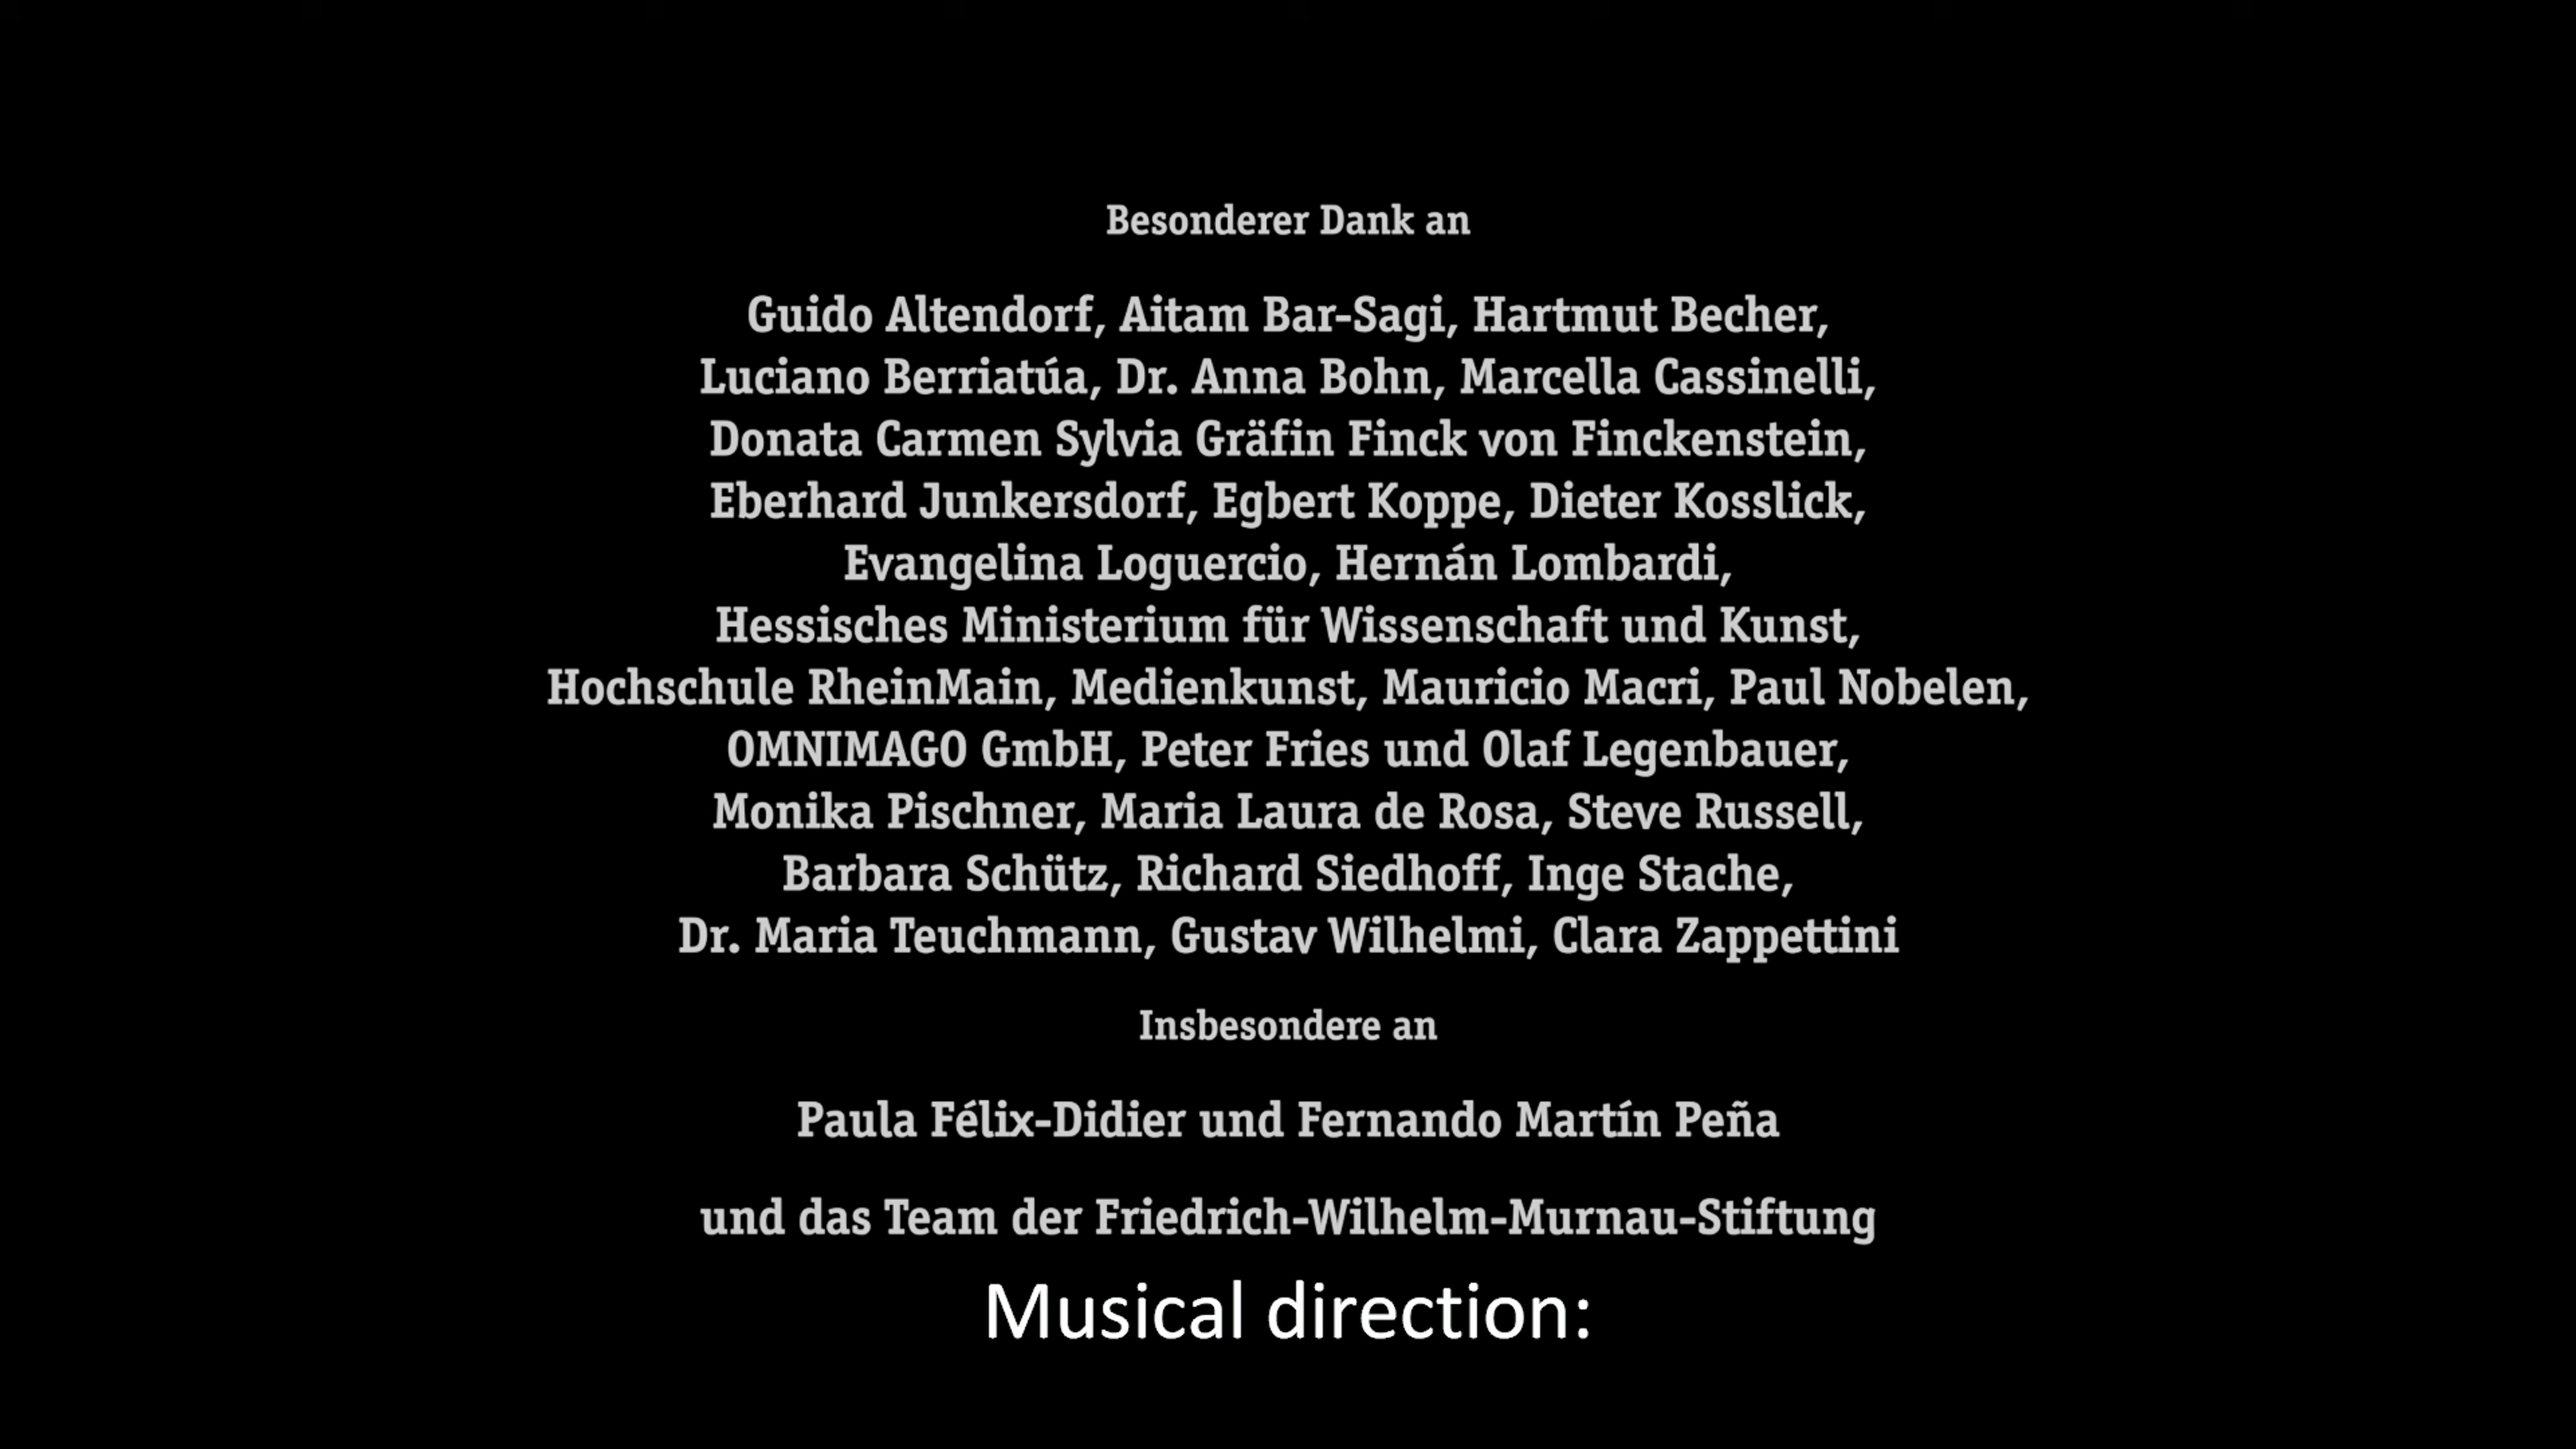 Besonderer Dank an
Guido Altendorf, Aitam Bar-Sagi, Hartmut Becher,
Luciano Berriatúa, Dr. Anna Bohn, Marcella Cassinelli,
Donata Carmen Sylvia Gräfin Finck von Finckenstein,
Eberhard Junkersdorf, Egbert Koppe, Dieter Kosslick,
Evangelina Loguercio, Hernán Lombardi,
Hessisches Ministerium für Wissenschaft und Kunst,
Hochschule RheinMain, Medienkunst, Mauricio Macri, Paul Nobelen,
OMNIMAGO GmbH, Peter Fries und Olaf Legenbauer,
Monika Pischner, Maria Laura de Rosa, Steve Russell,
Barbara Schütz, Richard Siedhoff, Inge Stache,
Dr. Maria Teuchmann, Gustav Wilhelmi, Clara Zappettini
Insbesondere an
Paula Félix-Didier und Fernando Martín Peña
und das Team der Friedrich-Wilhelm-Murnau-Stiftung
Musical direction: